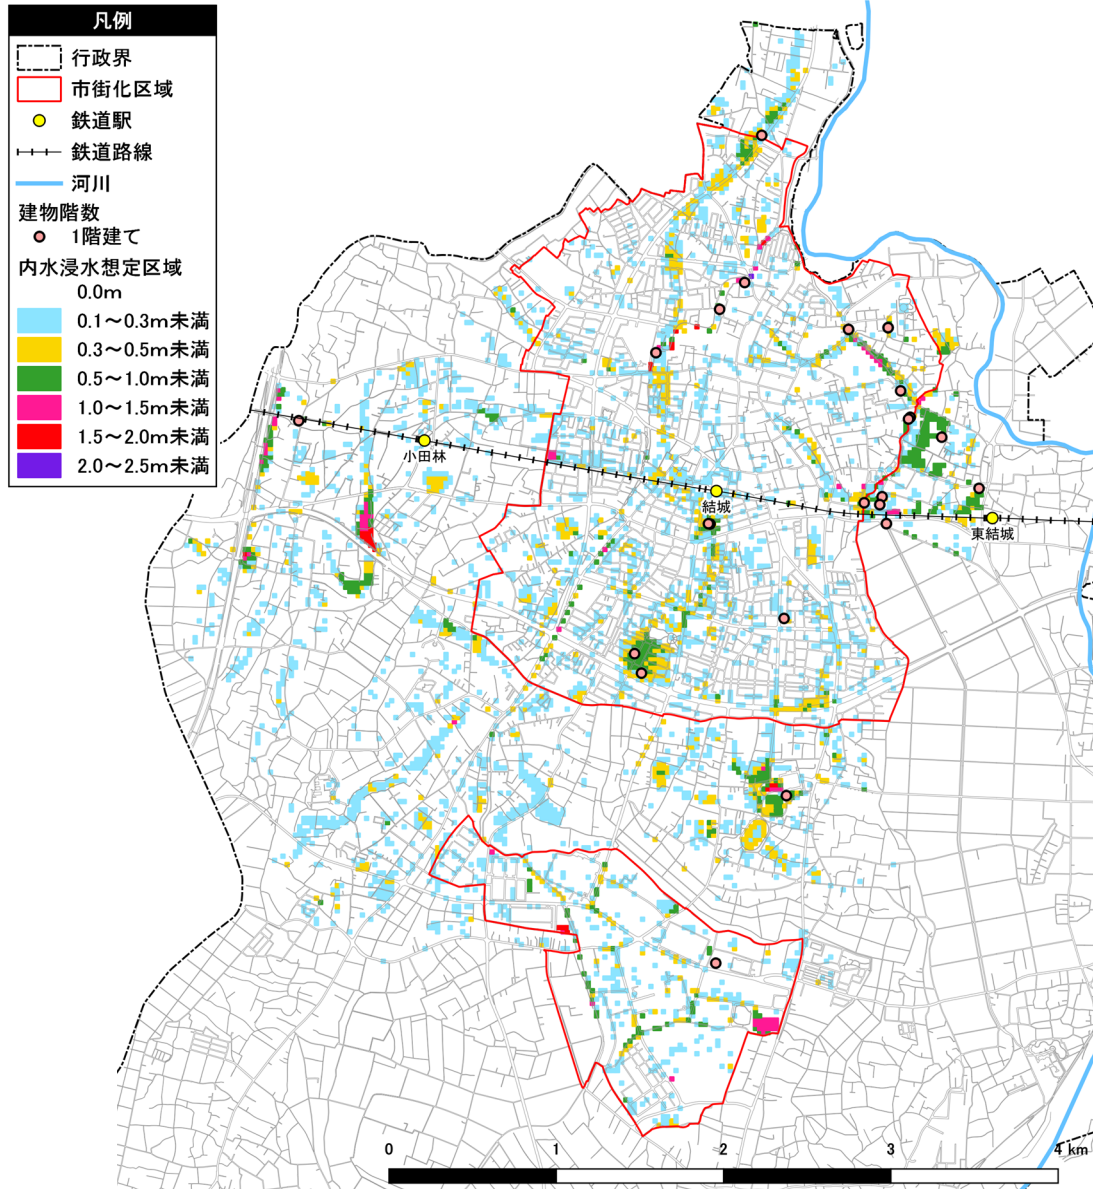 凡例
行政界
市街化区域
鉄道駅
鉄道路線
河川
建物階数
1階建て
内水浸水想定区域
0.0m
0.1～0.3m未満
0.3～0.5m未満
0.5～1.0m未満
1.0～1.5m未満
1.5～2.0m未満
2.0～2.5m未満
小田林
結城
東結城
0 1 2 3 4 km